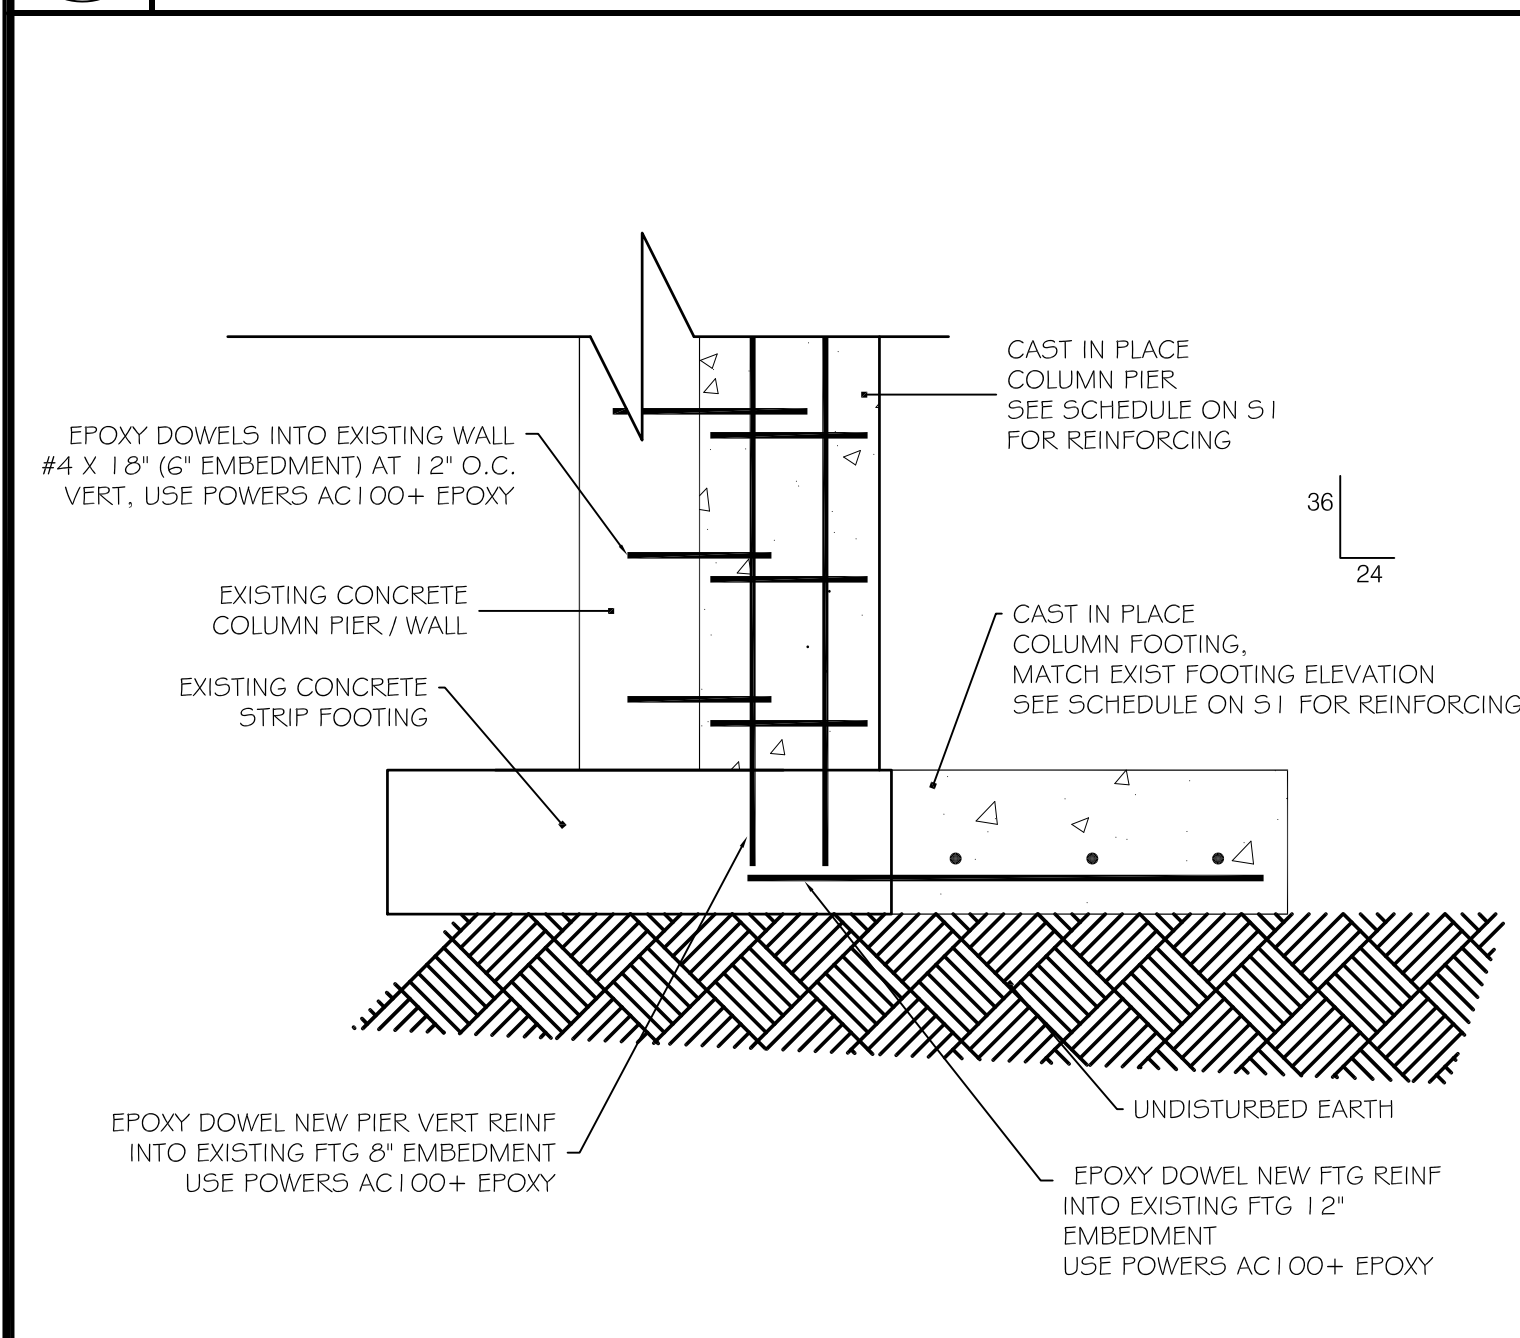 CAST IN PLACE
COLUMN PIER
SEE SCHEDULE ON S1
FOR REINFORCING
EPOXY DOWELS INTO EXISTING WALL
#4 X 18" (6" EMBEDMENT) AT 12" O.C.
VERT, USE POWERS AC100+ EPOXY
36
24
EXISTING CONCRETE
COLUMN PIER / WALL
CAST IN PLACE
COLUMN FOOTING,
MATCH EXIST FOOTING ELEVATION
SEE SCHEDULE ON S1 FOR REINFORCING
EXISTING CONCRETE
STRIP FOOTING
UNDISTURBED EARTH
EPOXY DOWEL NEW PIER VERT REINF
INTO EXISTING FTG 8" EMBEDMENT
USE POWERS AC100+ EPOXY
EPOXY DOWEL NEW FTG REINF
INTO EXISTING FTG 12"
EMBEDMENT
USE POWERS AC100+ EPOXY